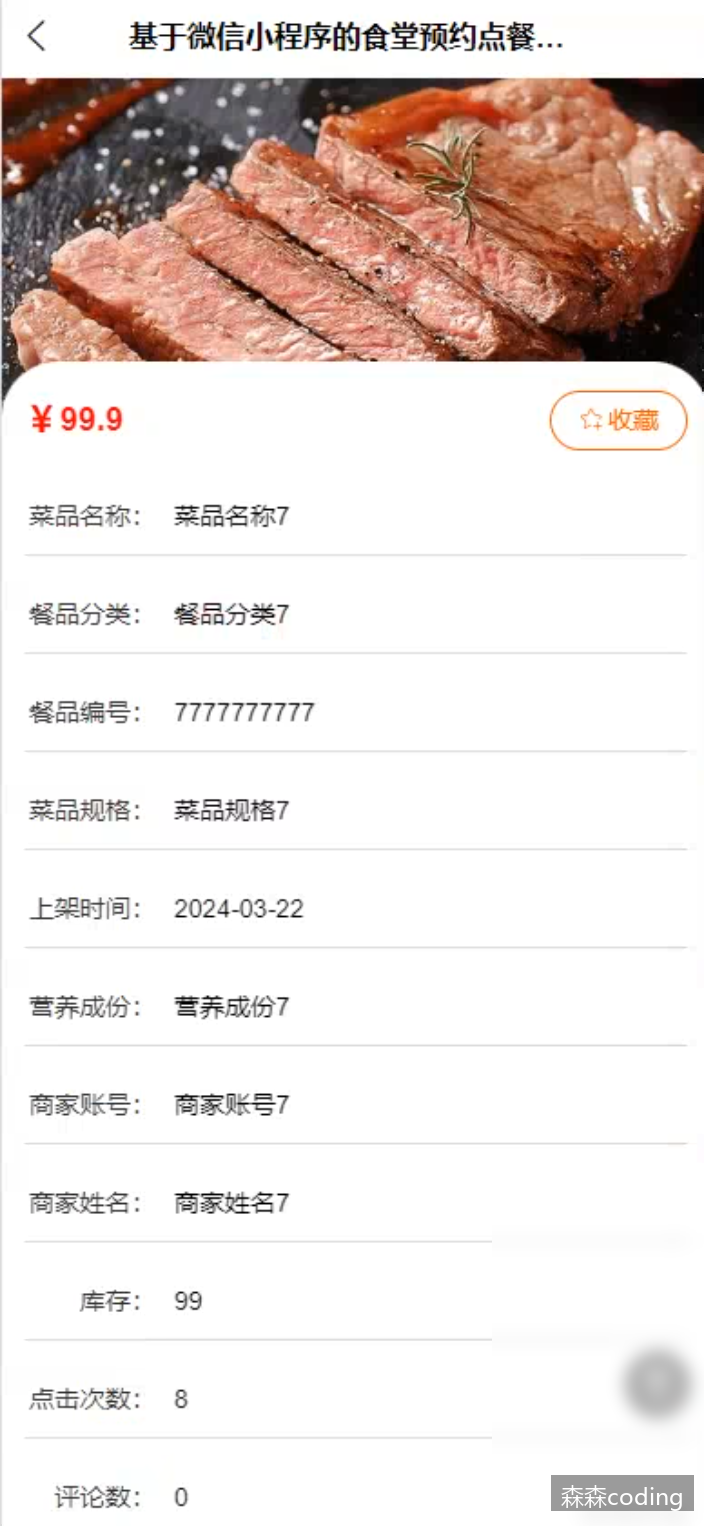 基于微信小程序的食堂预约点餐...
¥ 99.9
收藏
菜品名称： 菜品名称7
餐品分类： 餐品分类7
餐品编号： 7777777777
菜品规格： 菜品规格7
上架时间： 2024-03-22
营养成份： 营养成份7
商家账号： 商家账号7
商家姓名： 商家姓名7
库存： 99
点击次数： 8
评论数： 0
森森coding